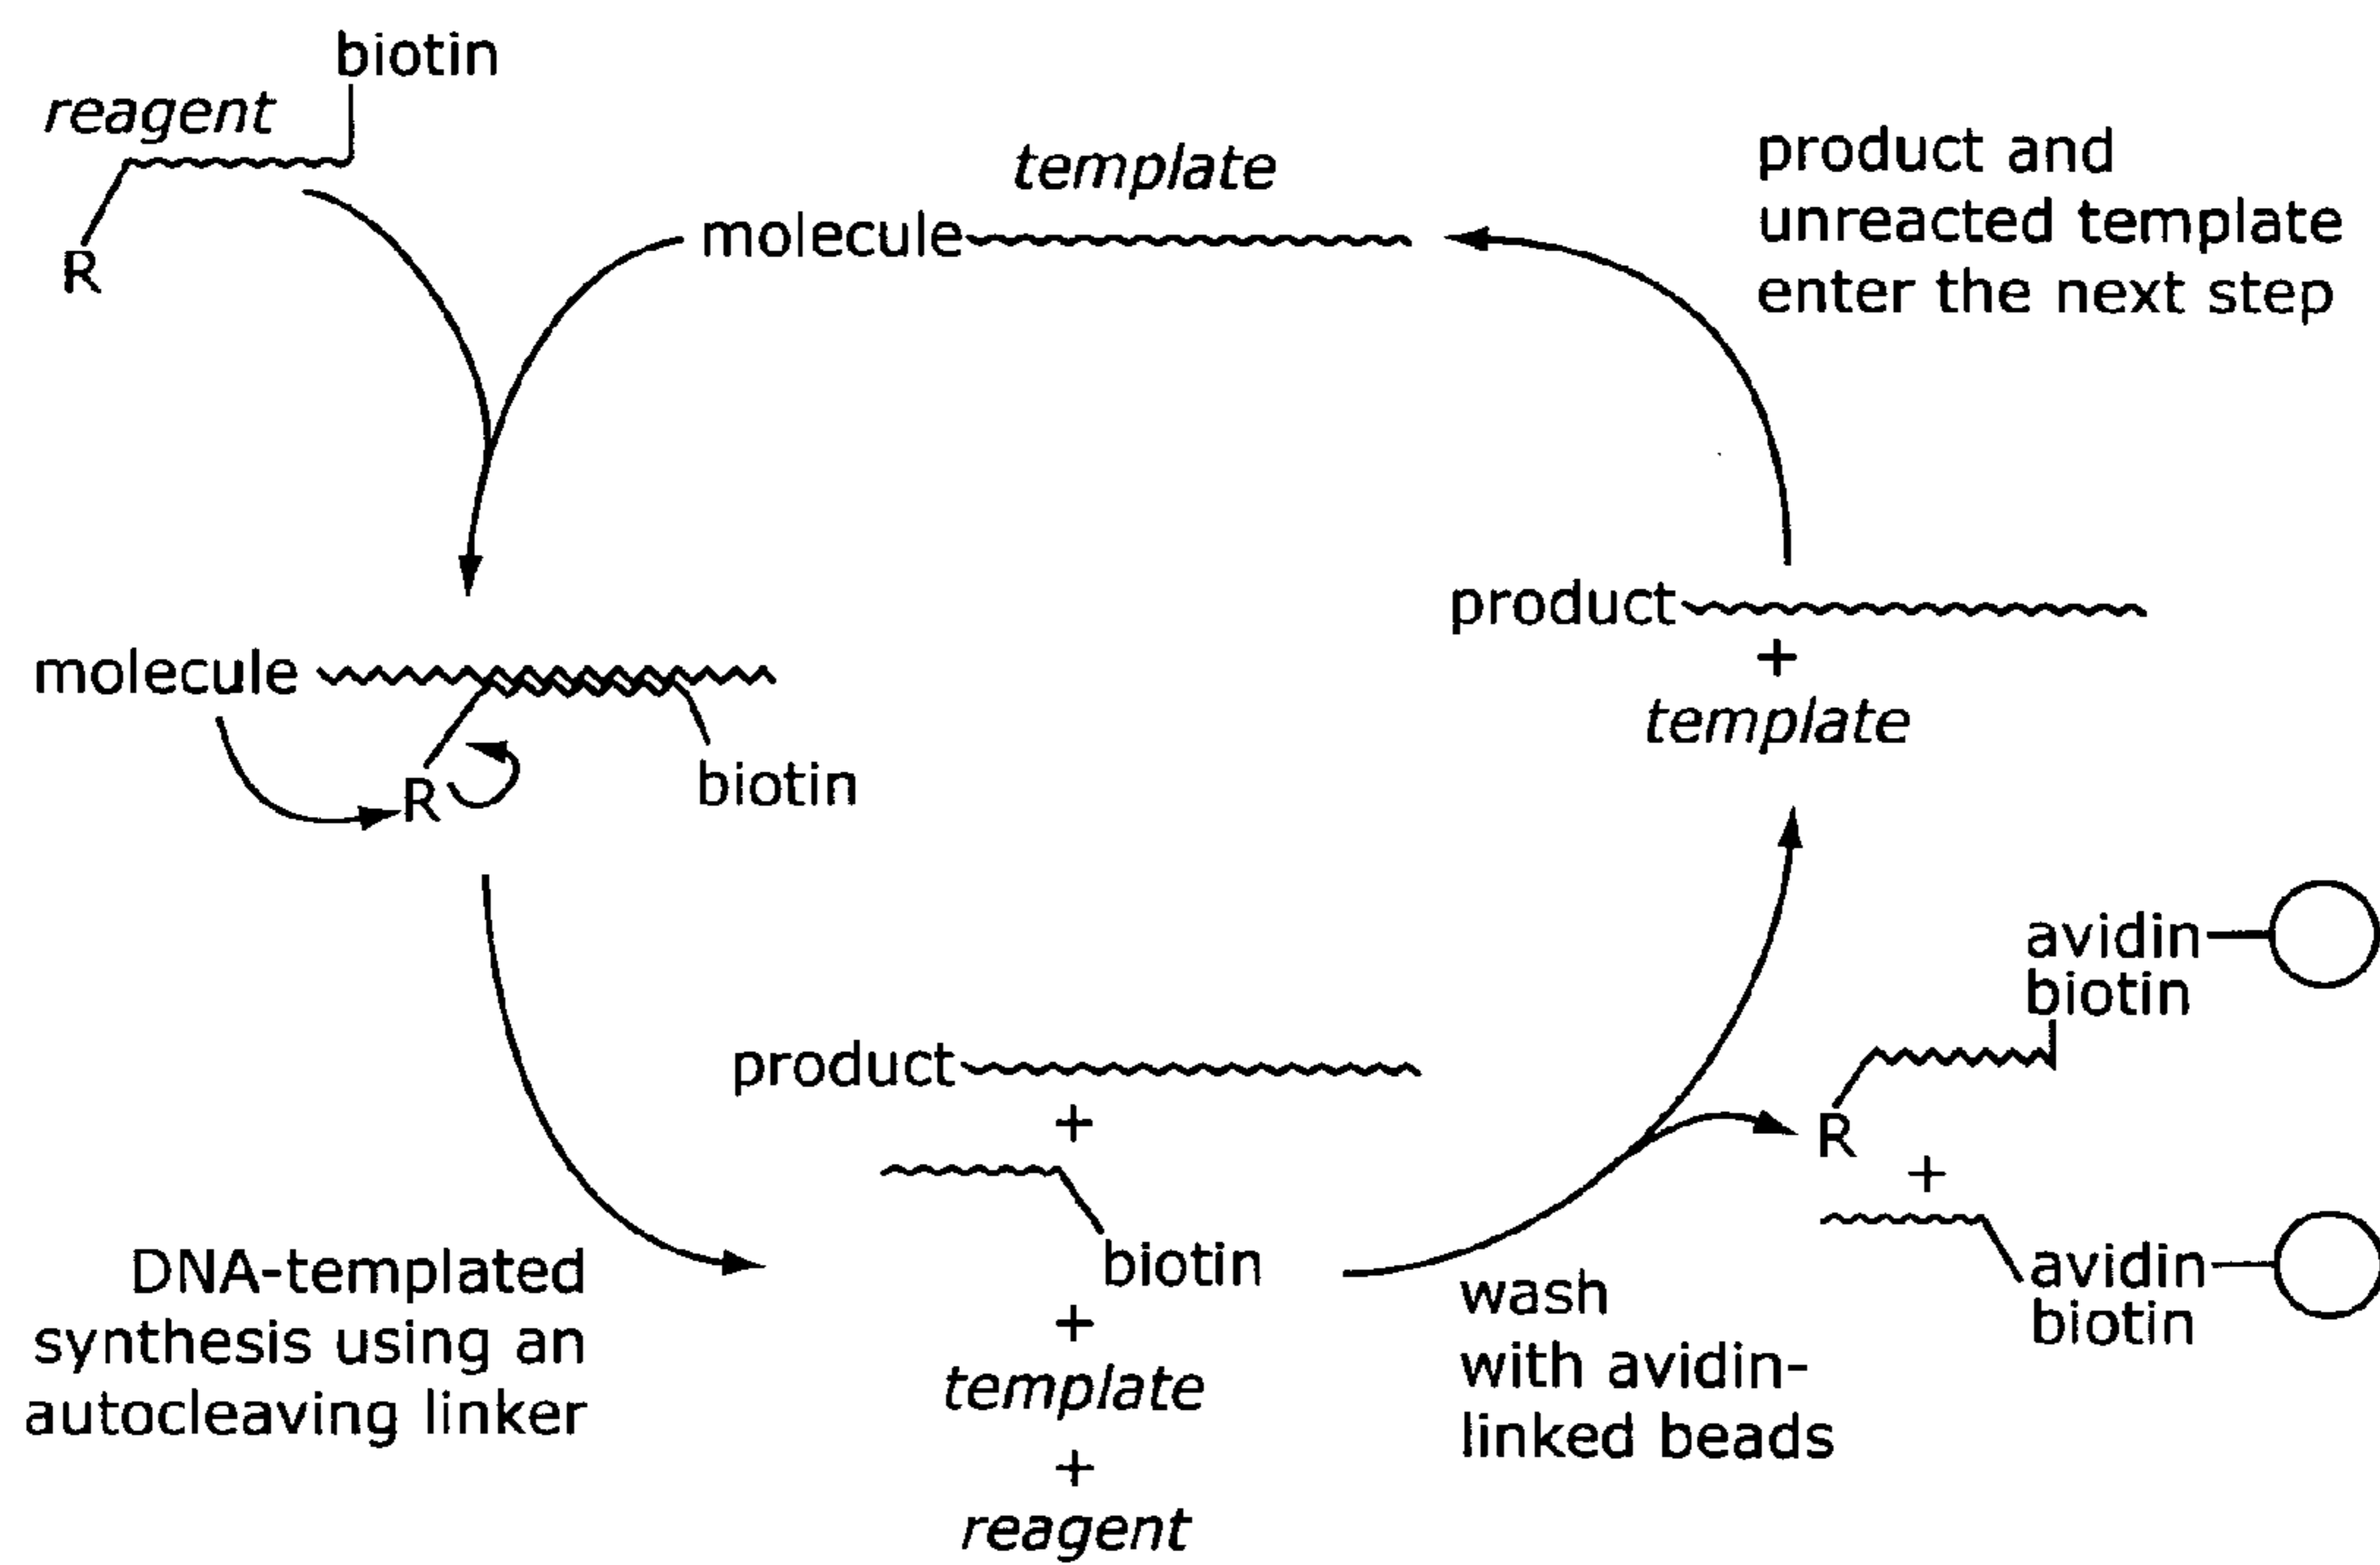 biotin
reagent
R
template
molecule
product and
unreacted template
enter the next step
molecule
R
biotin
product
+
template
DNA-templated
synthesis using an
autocleaving linker
product
+
biotin
+
template
+
reagent
wash
with avidin-
linked beads
avidin
biotin
R
+
avidin
biotin